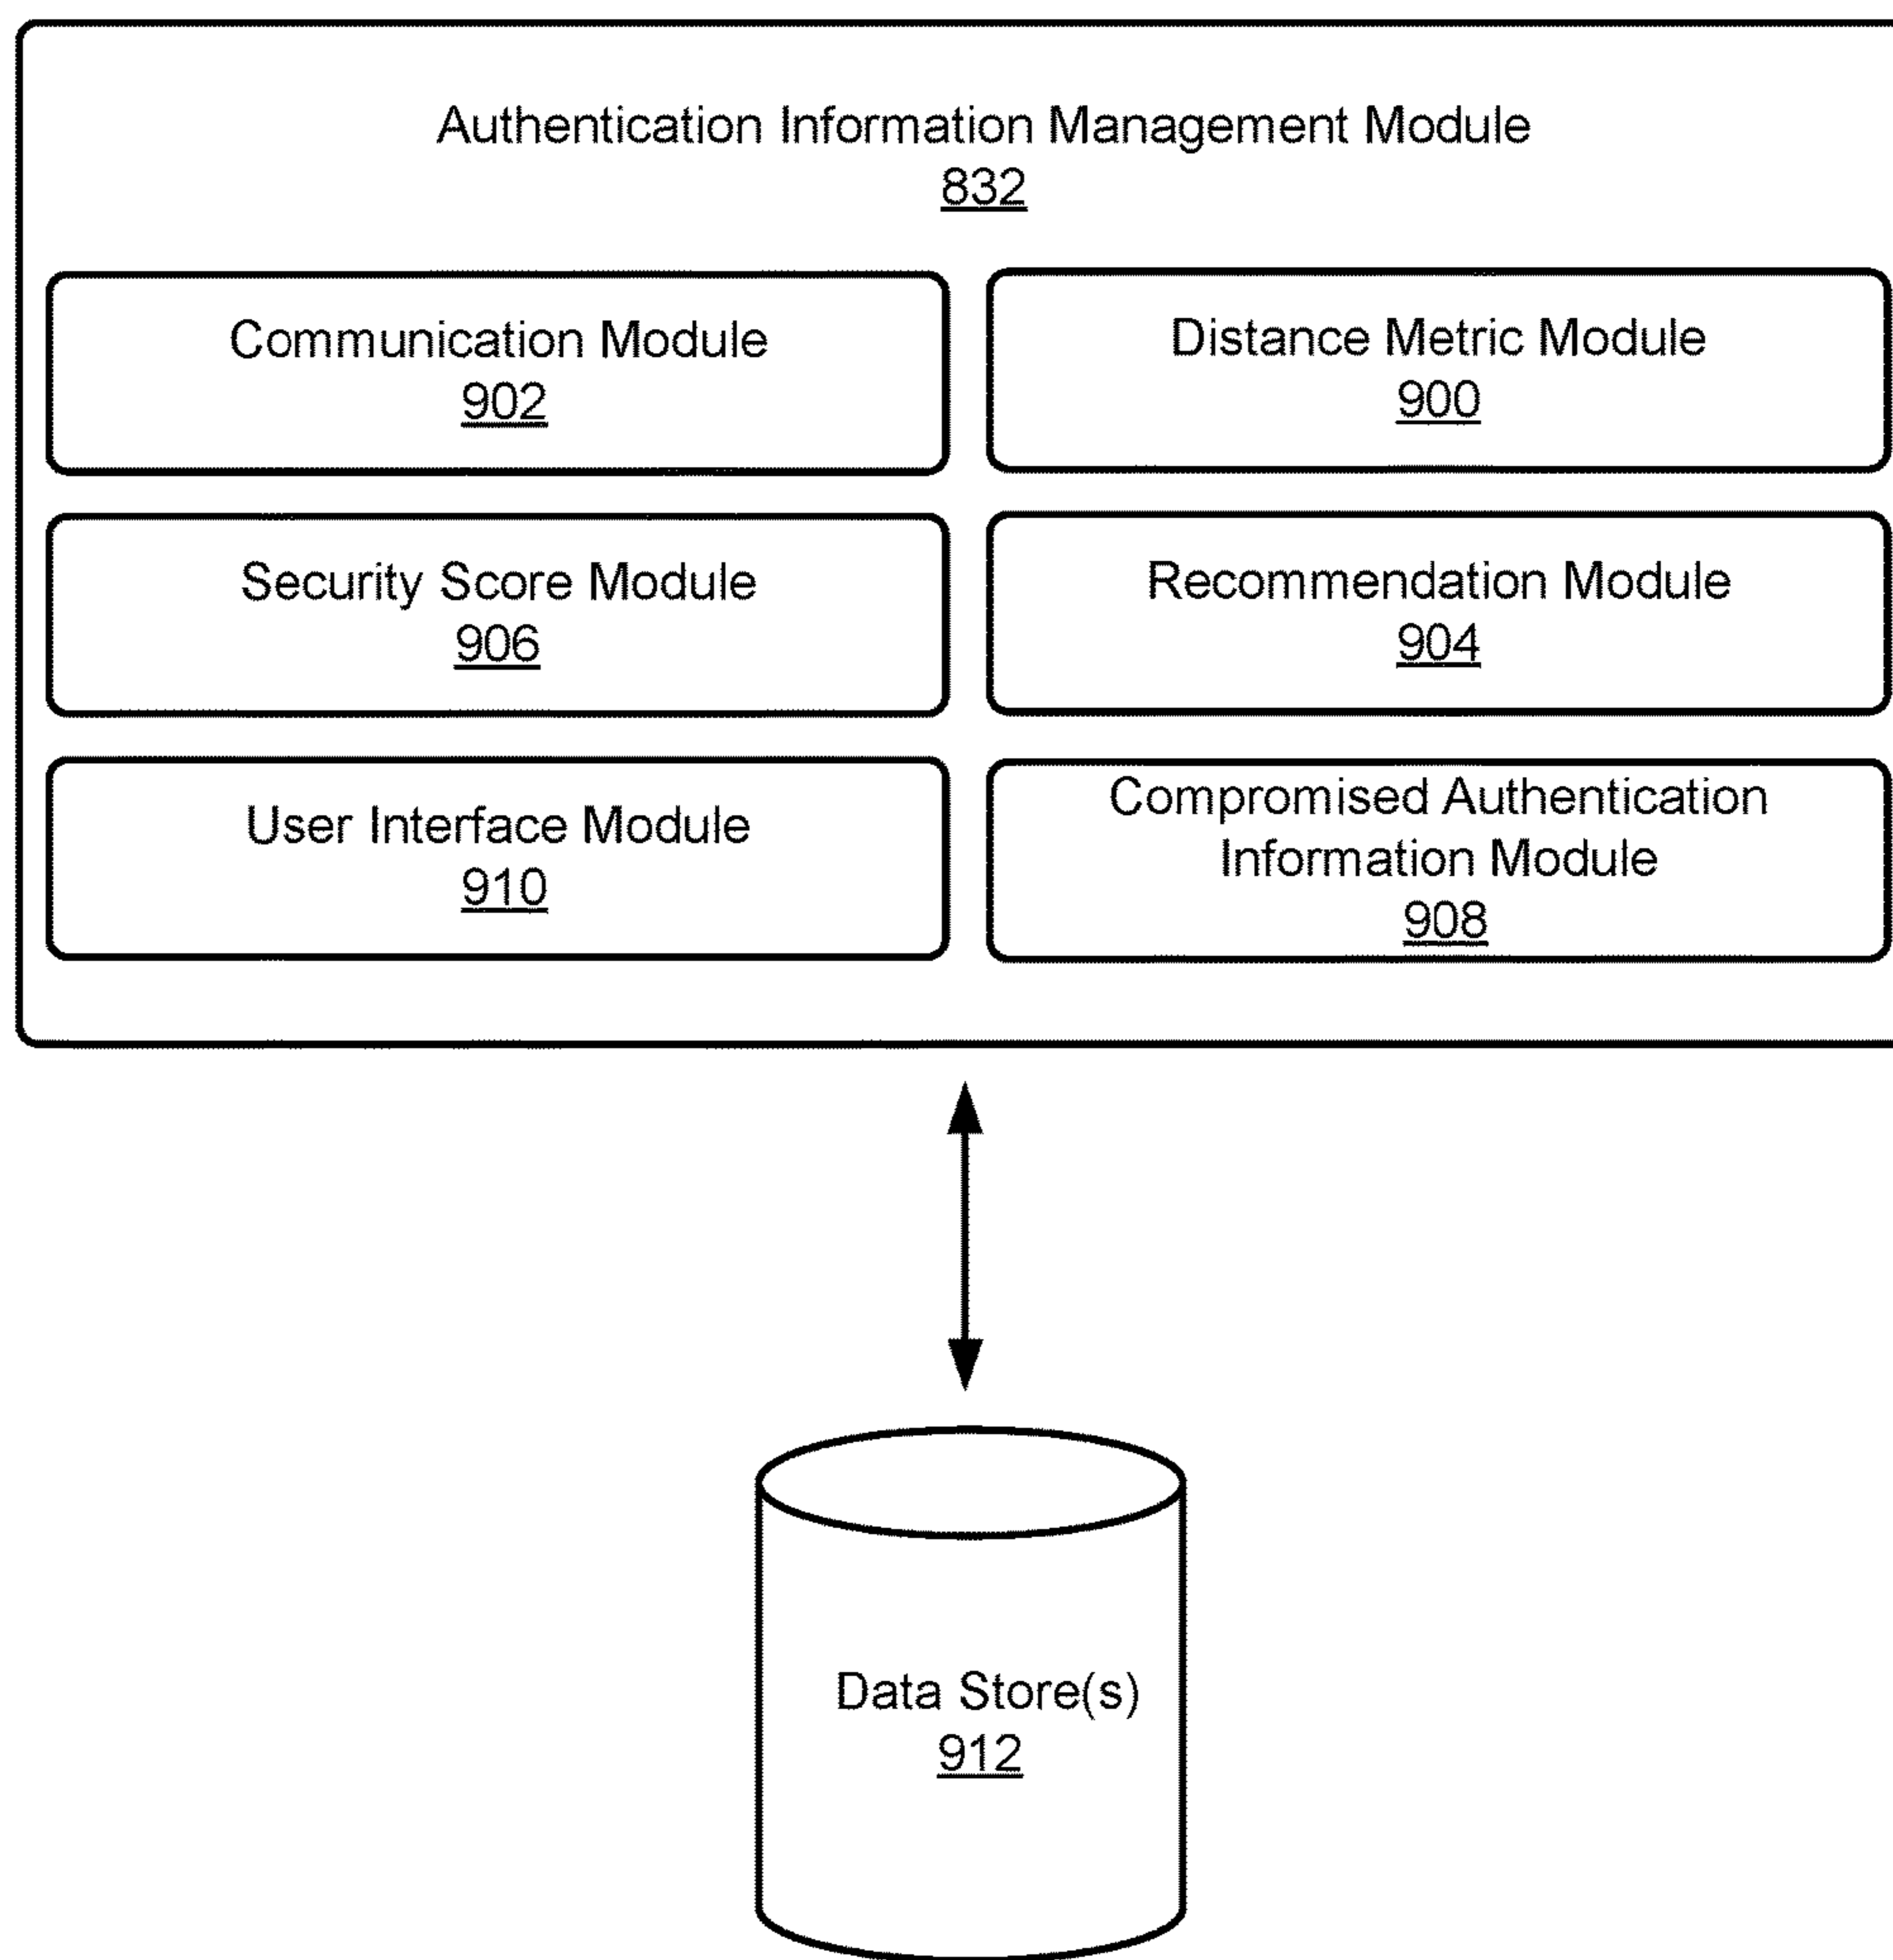 Authentication Information Management Module
832
Communication Module
902
Distance Metric Module
900
Security Score Module
906
Recommendation Module
904
User Interface Module
910
Compromised Authentication
Information Module
908
Data Store(s)
912